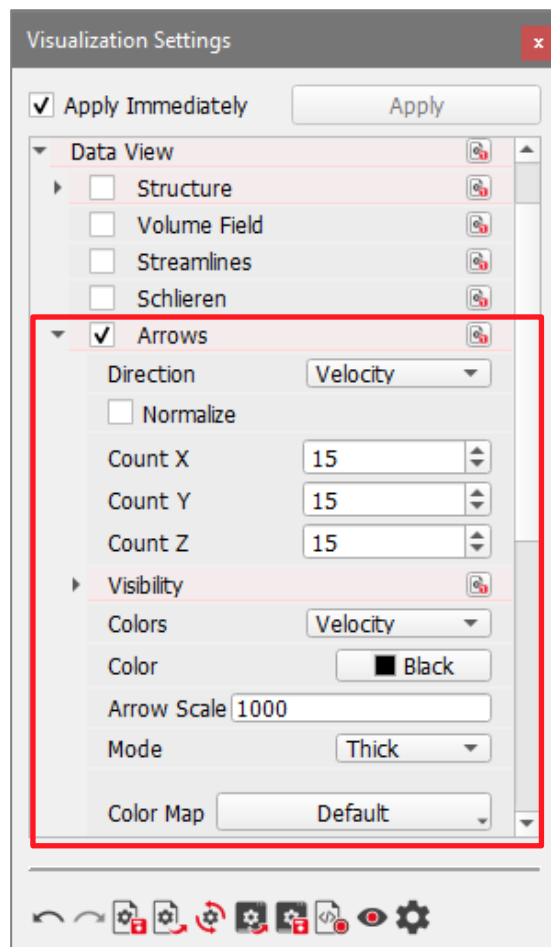 Visualization Settings x
Apply Immediately Apply
Data View
Structure
Volume Field
Streamlines
Schlieren
Arrows
Direction Velocity
Normalize
Count X 15
Count Y 15
Count Z 15
Visibility
Colors Velocity
Color Black
Arrow Scale 1000
Mode Thick
Color Map Default